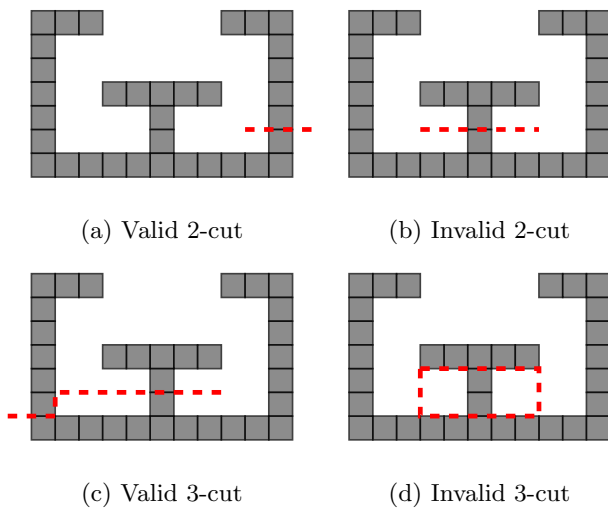 (a) Valid 2-cut
(b) Invalid 2-cut
(c) Valid 3-cut
(d) Invalid 3-cut